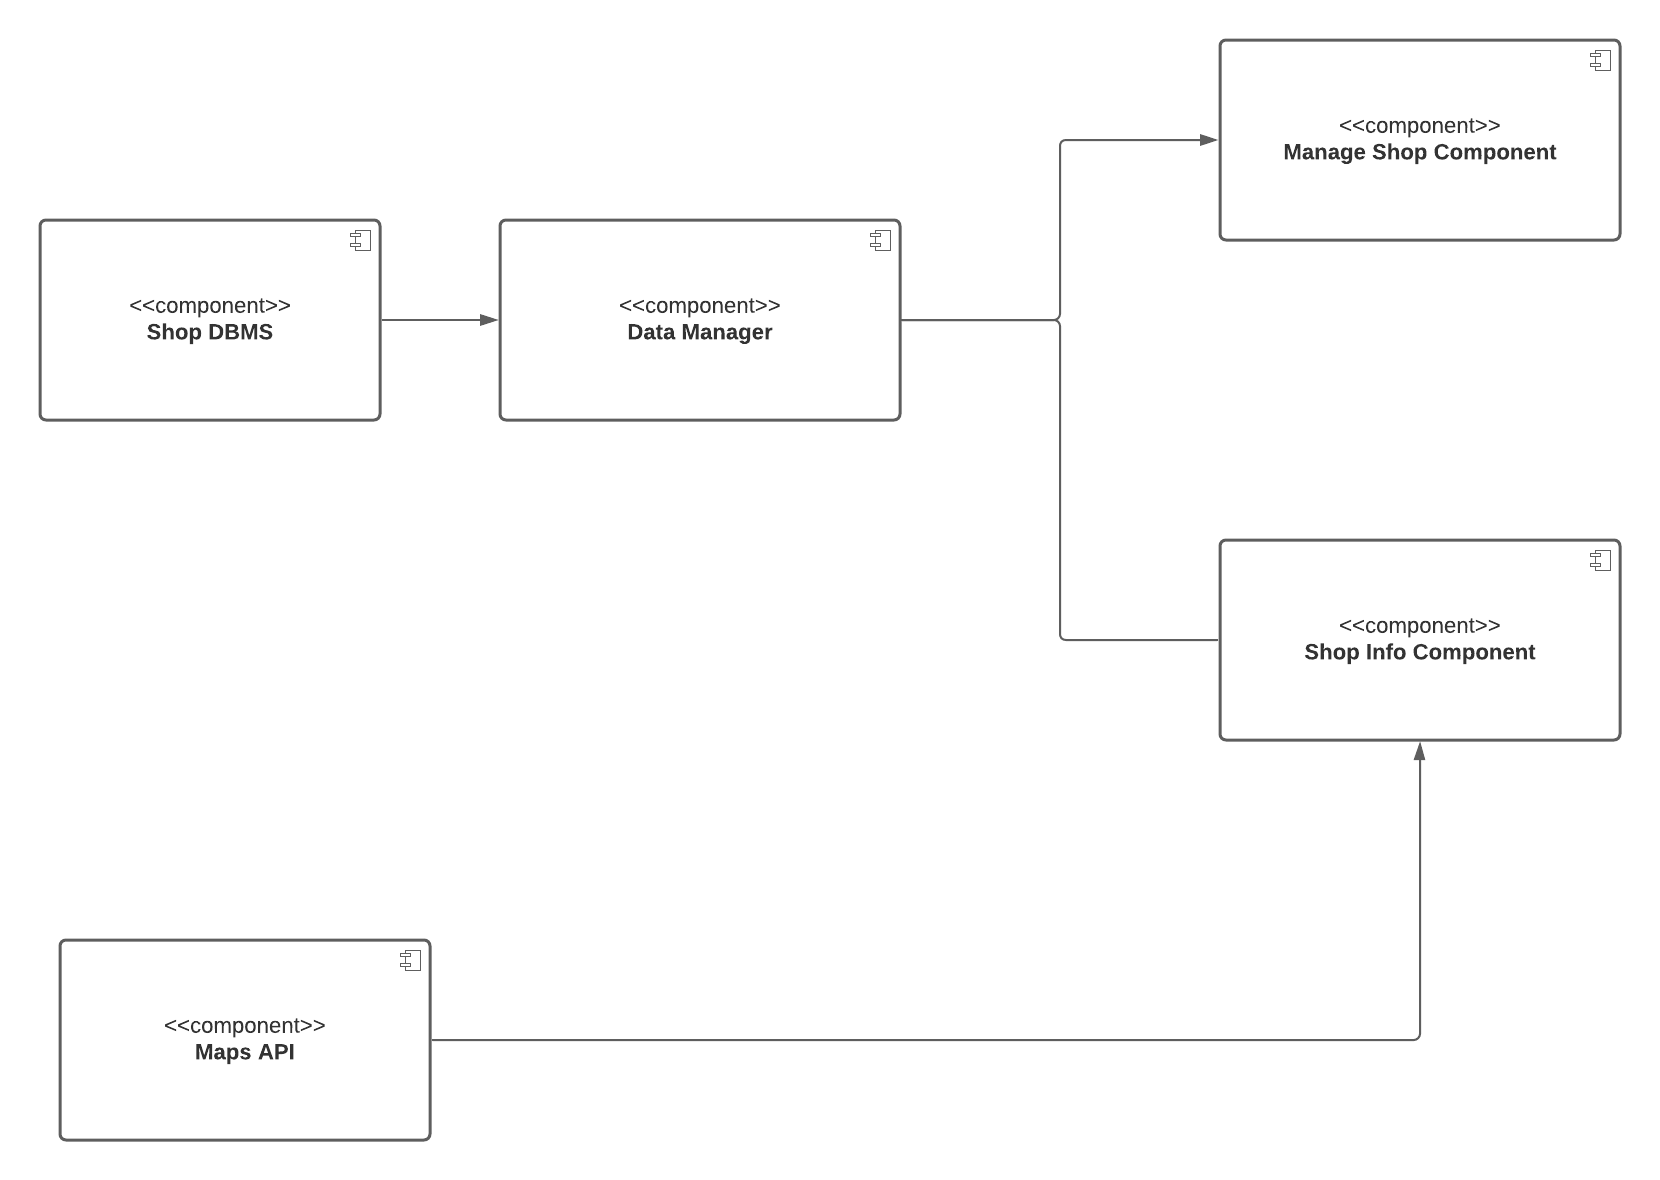 <<component>>
Manage Shop Component
<<component>>
Shop DBMS
<<component>>
Data Manager
<<component>>
Shop Info Component
<<component>>
Maps API